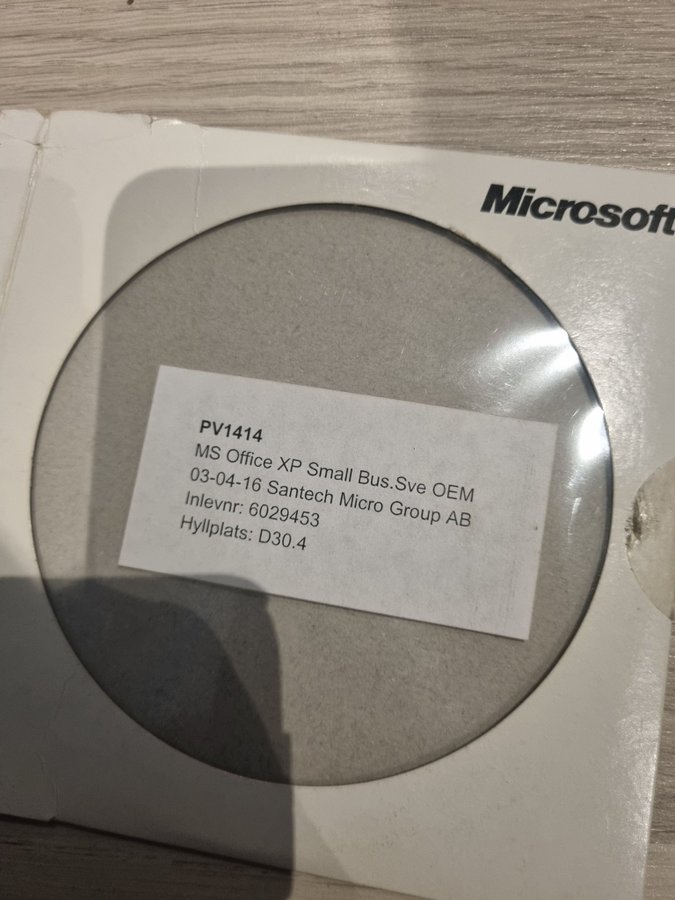 Microsoft
PV1414
MS Office XP Small Bus.Sve OEM
03-04-16 Santech Micro Group AB
Inlevnr: 6029453
Hyllplats: D30.4